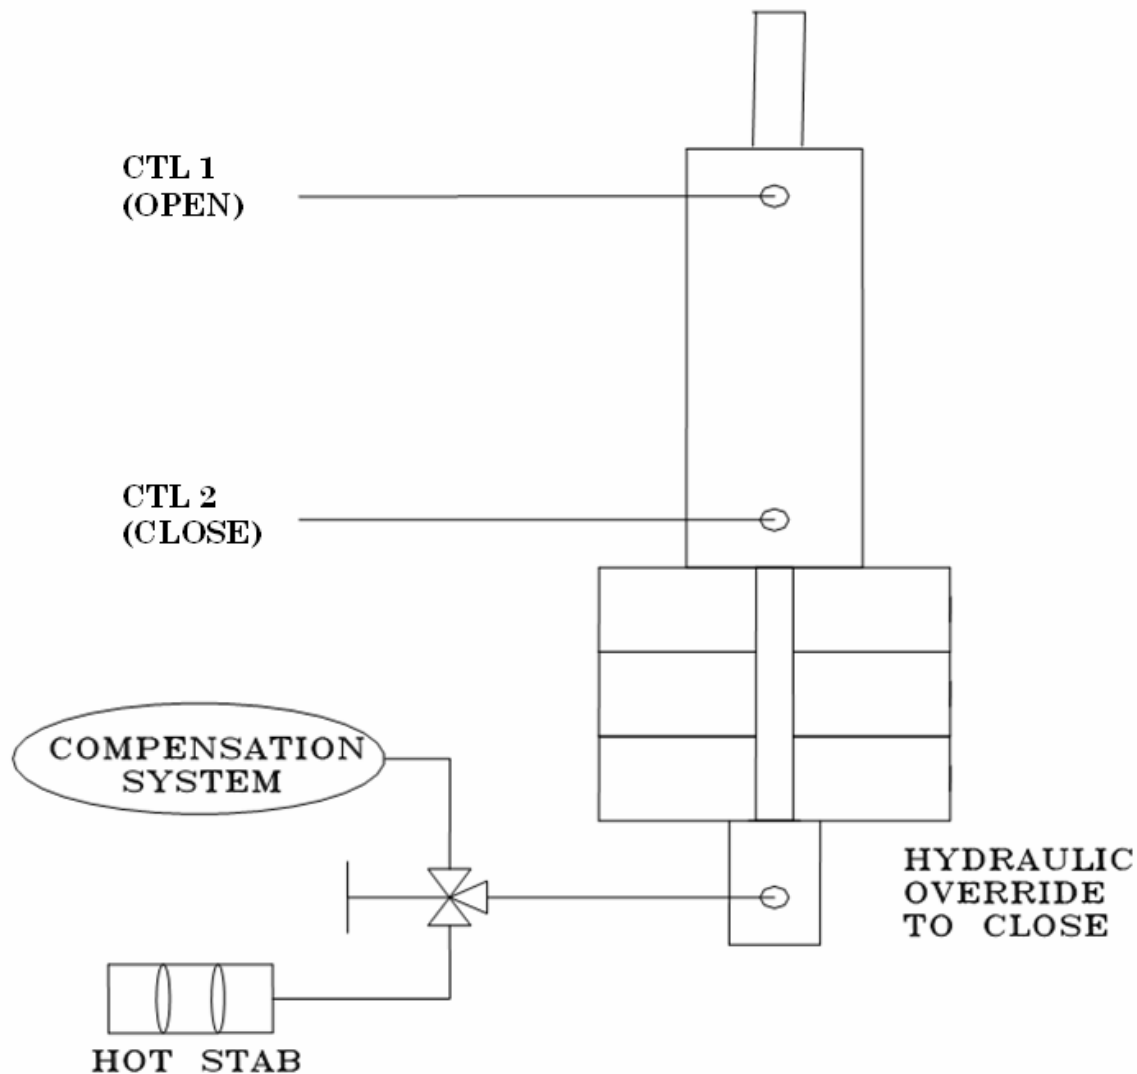 CTL 1
(OPEN)
CTL 2
(CLOSE)
COMPENSATION
SYSTEM
HYDRAULIC
OVERRIDE
TO CLOSE
HOT STAB